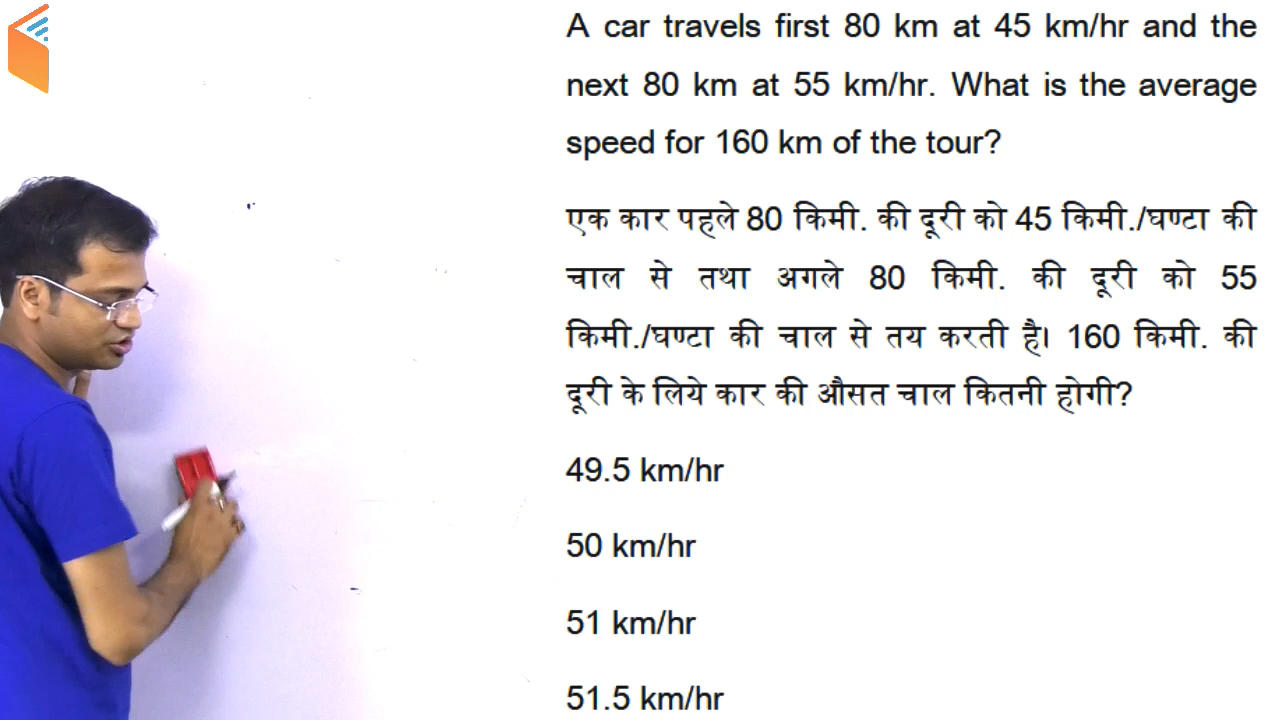 A car travels first 80 km at 45 km/hr and the
next 80 km at 55 km/hr. What is the average
speed for 160 km of the tour?
एक कार पहले 80 किमी. की दूरी को 45 किमी./घण्टा की
चाल से तथा अगले 80 किमी. की दूरी को 55
किमी./घण्टा की चाल से तय करती है। 160 किमी. की
दूरी के लिये कार की औसत चाल कितनी होगी?
49.5 km/hr
50 km/hr
51 km/hr
51.5 km/hr